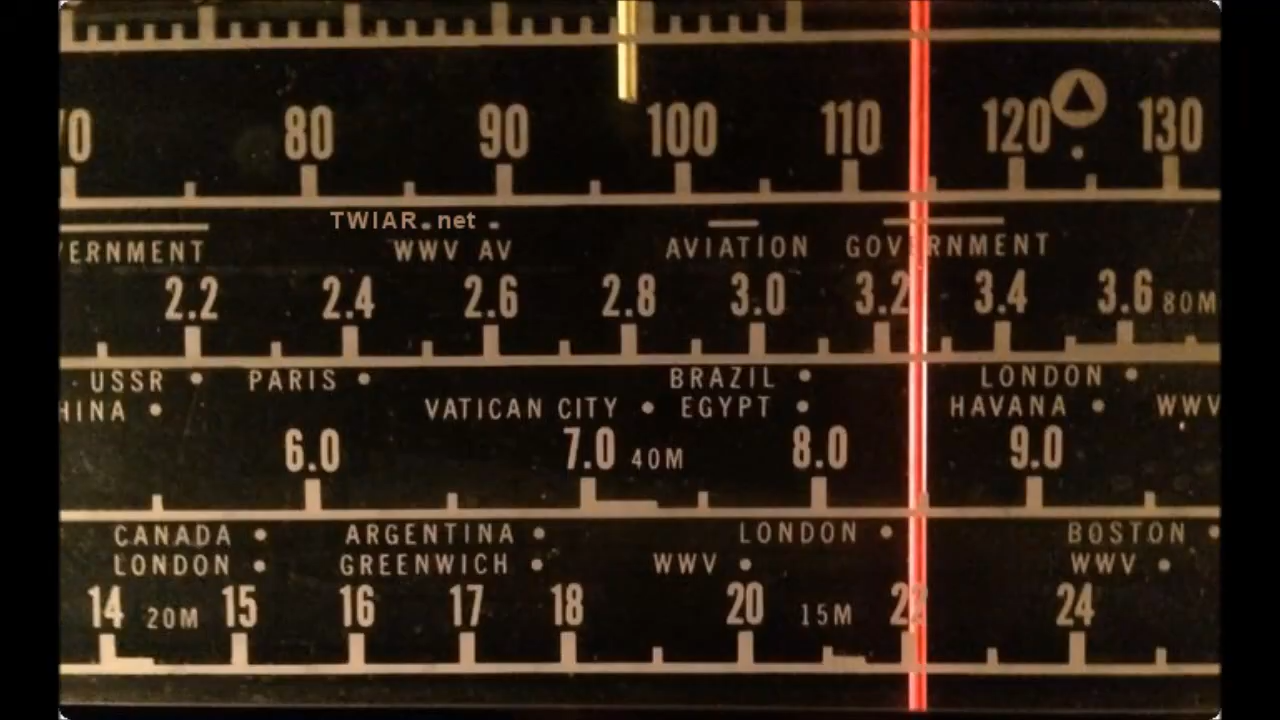 70 80 90 100 110 120 130
TWIAR.net
ERNMENT WWV AV AVIATION GOVERNMENT
2.2 2.4 2.6 2.8 3.0 3.2 3.4 3.6 80M
USSR PARIS BRAZIL LONDON
HINA VATICAN CITY EGYPT HAVANA WWV
6.0 7.0 40M 8.0 9.0
CANADA ARGENTINA LONDON BOSTON
LONDON GREENWICH WWV WWV
14 20M 15 16 17 18 20 15M 22 24